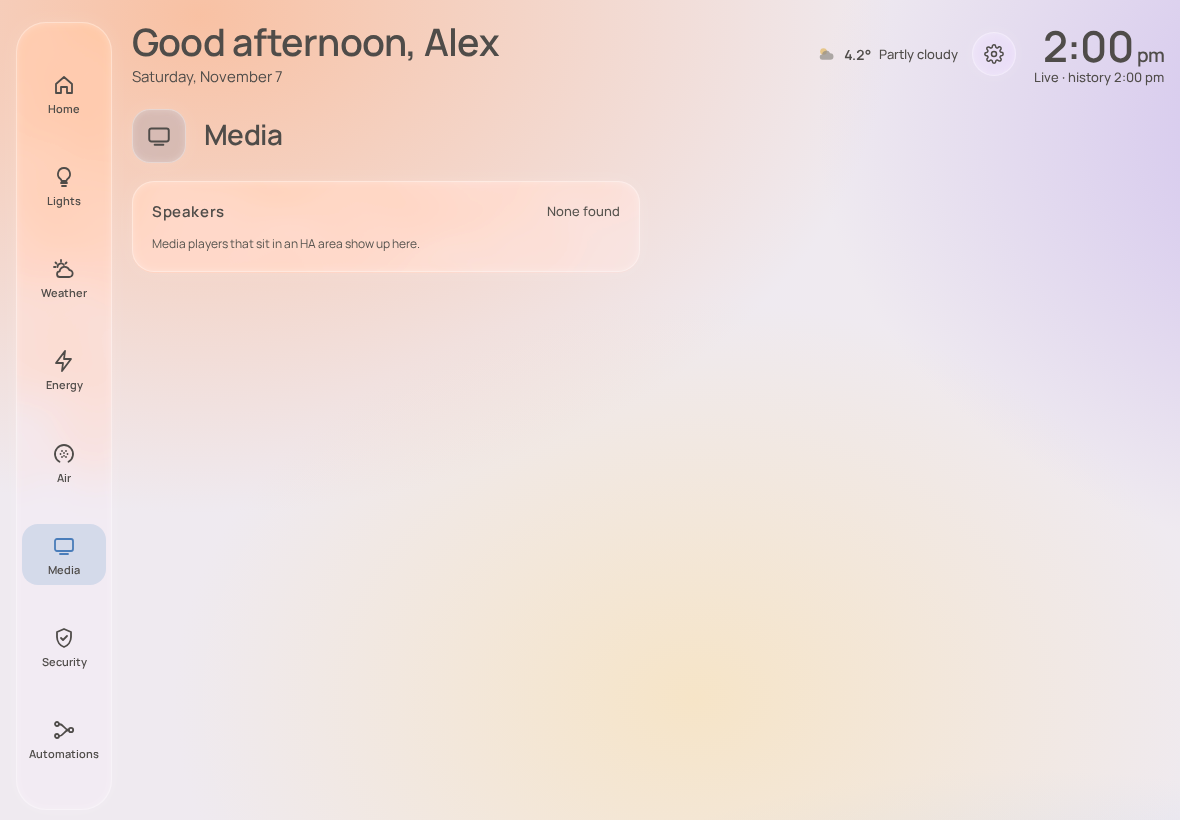 Good afternoon, Alex
Saturday, November 7
4.2° Partly cloudy
2:00 pm
Live · history 2:00 pm
Home
Lights
Weather
Energy
Air
Media
Security
Automations
Media
Speakers
None found
Media players that sit in an HA area show up here.